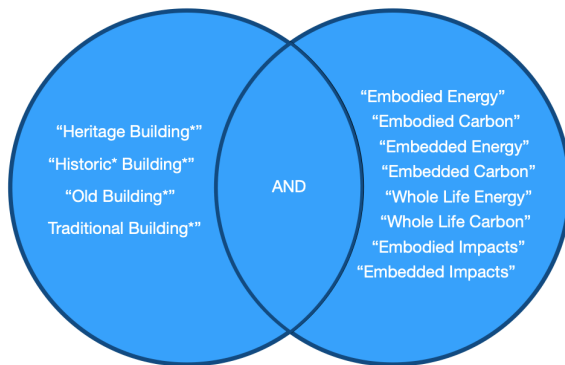 “Heritage Building*”
“Historic* Building*”
“Old Building*”
Traditional Building*”
AND
“Embodied Energy”
“Embodied Carbon”
“Embedded Energy”
“Embedded Carbon”
“Whole Life Energy”
“Whole Life Carbon”
“Embodied Impacts”
“Embedded Impacts”